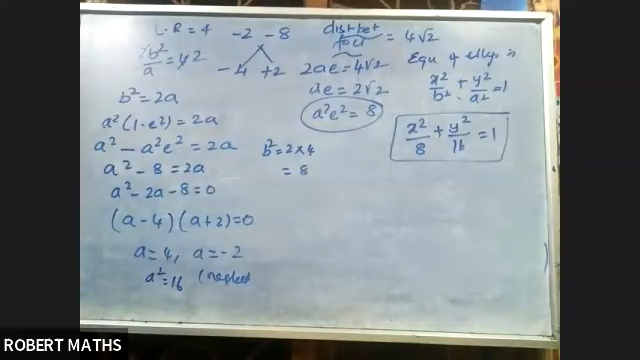 L.R = 4
2b²/a = 4 2
b² = 2a
a²(1-e²) = 2a
a² - a²e² = 2a
a² - 8 = 2a
a² - 2a - 8 = 0
(a-4)(a+2) = 0
a = 4, a = -2
a² = 16 (neglect
-2 -8
-4 +2
dist bet foci = 4√2
2ae = 4√2
ae = 2√2
a²e² = 8
b² = 2×4
= 8
Equ of ellip is
x²/b² + y²/a² = 1
x²/8 + y²/16 = 1
ROBERT MATHS